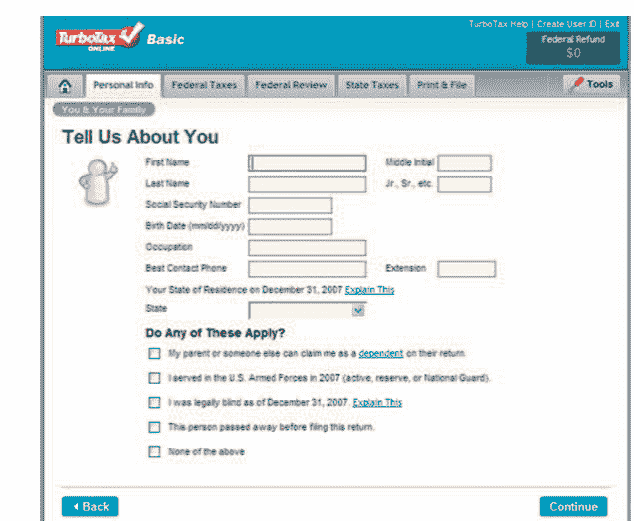 TurboTax Help | Create User ID | Exit
TurboTax
ONLINE
Basic
Federal Refund
$0
Personal Info Federal Taxes Federal Review State Taxes Print & File Tools
You & Your Family
Tell Us About You
First Name Middle Initial
Last Name Jr., Sr., etc.
Social Security Number
Birth Date (mm/dd/yyyy)
Occupation
Best Contact Phone Extension
Your State of Residence on December 31, 2007 Explain This
State
Do Any of These Apply?
My parent or someone else can claim me as a dependent on their return.
I served in the U.S. Armed Forces in 2007 (active, reserve, or National Guard).
I was legally blind as of December 31, 2007. Explain This
This person passed away before filing this return.
None of the above
Back Continue